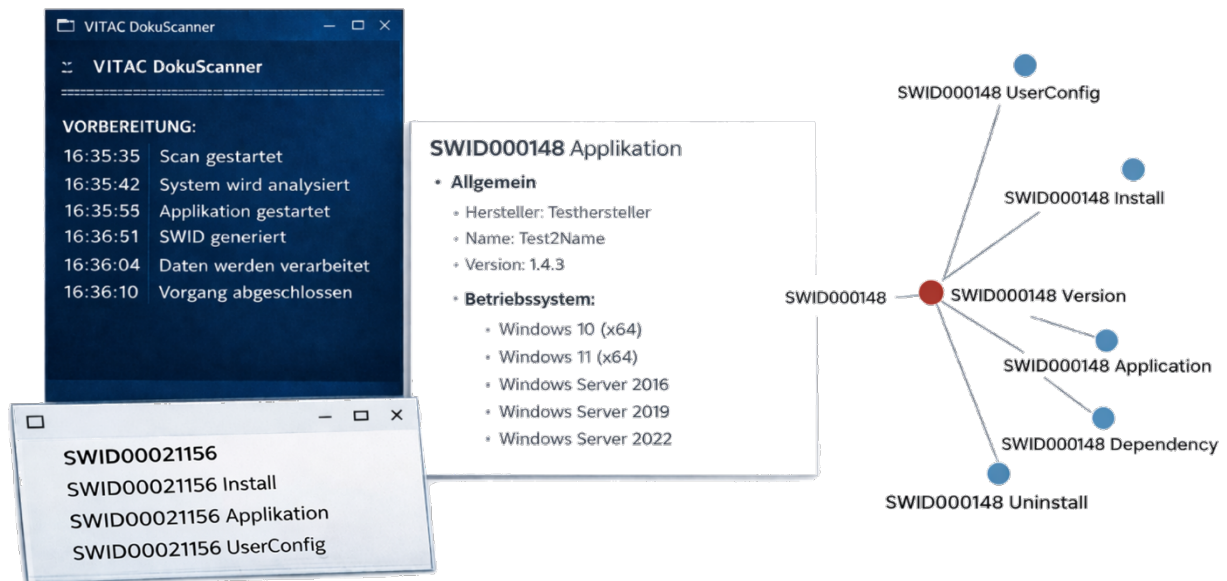 VITAC DokuScanner
VITAC DokuScanner
VORBEREITUNG:
16:35:35 Scan gestartet
16:35:42 System wird analysiert
16:35:55 Applikation gestartet
16:36:51 SWID generiert
16:36:04 Daten werden verarbeitet
16:36:10 Vorgang abgeschlossen
SWID00021156
SWID00021156 Install
SWID00021156 Applikation
SWID00021156 UserConfig
SWID000148 Applikation
Allgemein
Hersteller: Testhersteller
Name: Test2Name
Version: 1.4.3
Betriebssystem:
Windows 10 (x64)
Windows 11 (x64)
Windows Server 2016
Windows Server 2019
Windows Server 2022
SWID000148 UserConfig
SWID000148 Install
SWID000148
SWID000148 Version
SWID000148 Application
SWID000148 Dependency
SWID000148 Uninstall